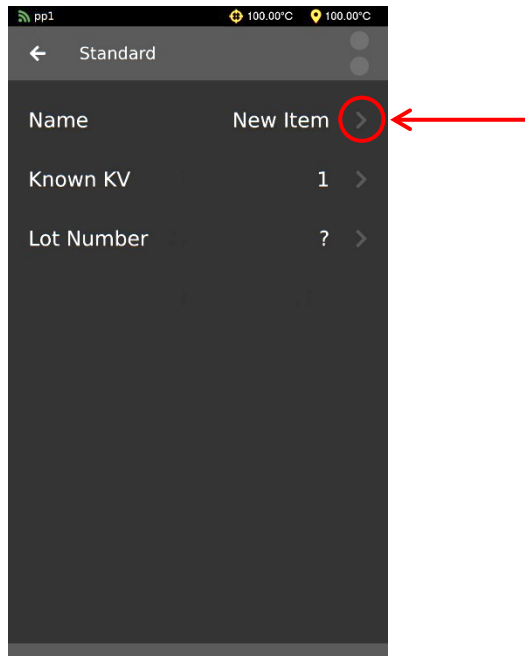 pp1 100.00°C 100.00°C
Standard
Name New Item
Known KV 1
Lot Number ?